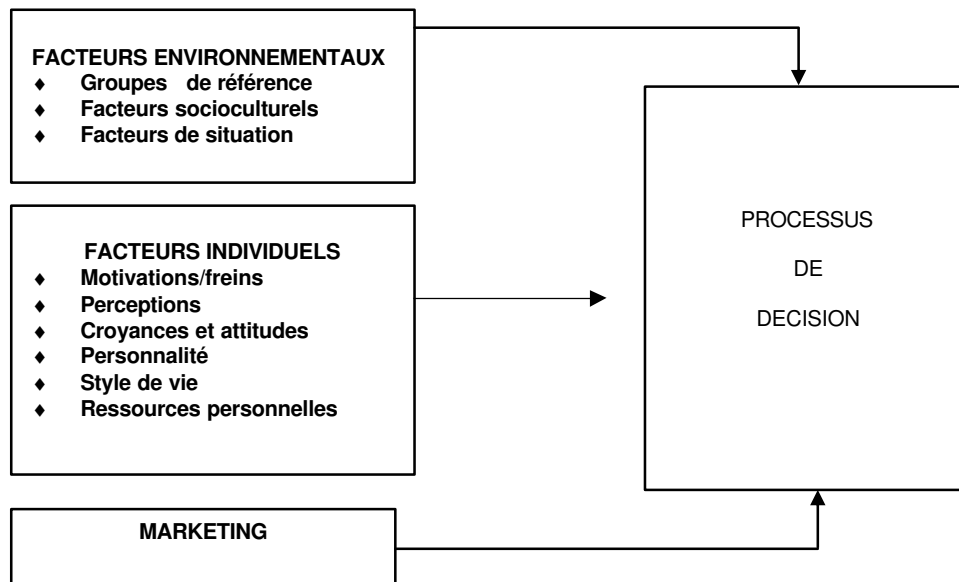 FACTEURS ENVIRONNEMENTAUX
♦ Groupes de référence
♦ Facteurs socioculturels
♦ Facteurs de situation
FACTEURS INDIVIDUELS
♦ Motivations/freins
♦ Perceptions
♦ Croyances et attitudes
♦ Personnalité
♦ Style de vie
♦ Ressources personnelles
MARKETING
PROCESSUS
DE
DECISION